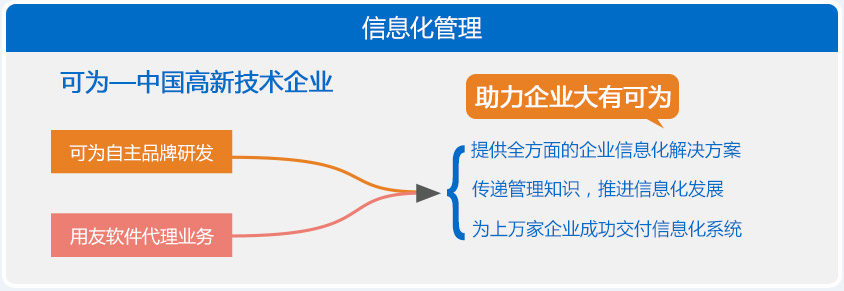 信息化管理
可为—中国高新技术企业
助力企业大有可为
可为自主品牌研发
用友软件代理业务
提供全方面的企业信息化解决方案
传递管理知识，推进信息化发展
为上万家企业成功交付信息化系统